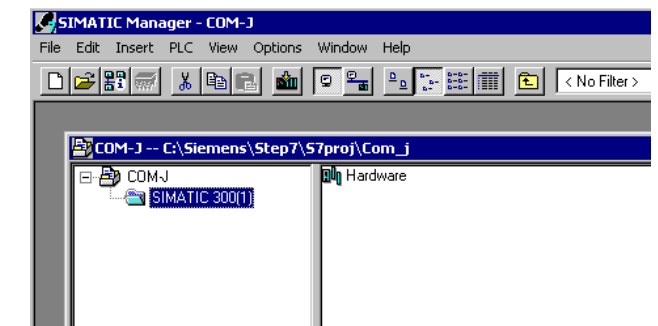 SIMATIC Manager - COM-J
File Edit Insert PLC View Options Window Help
< No Filter >
COM-J -- C:\Siemens\Step7\S7proj\Com_j
COM-J
Hardware
SIMATIC 300(1)